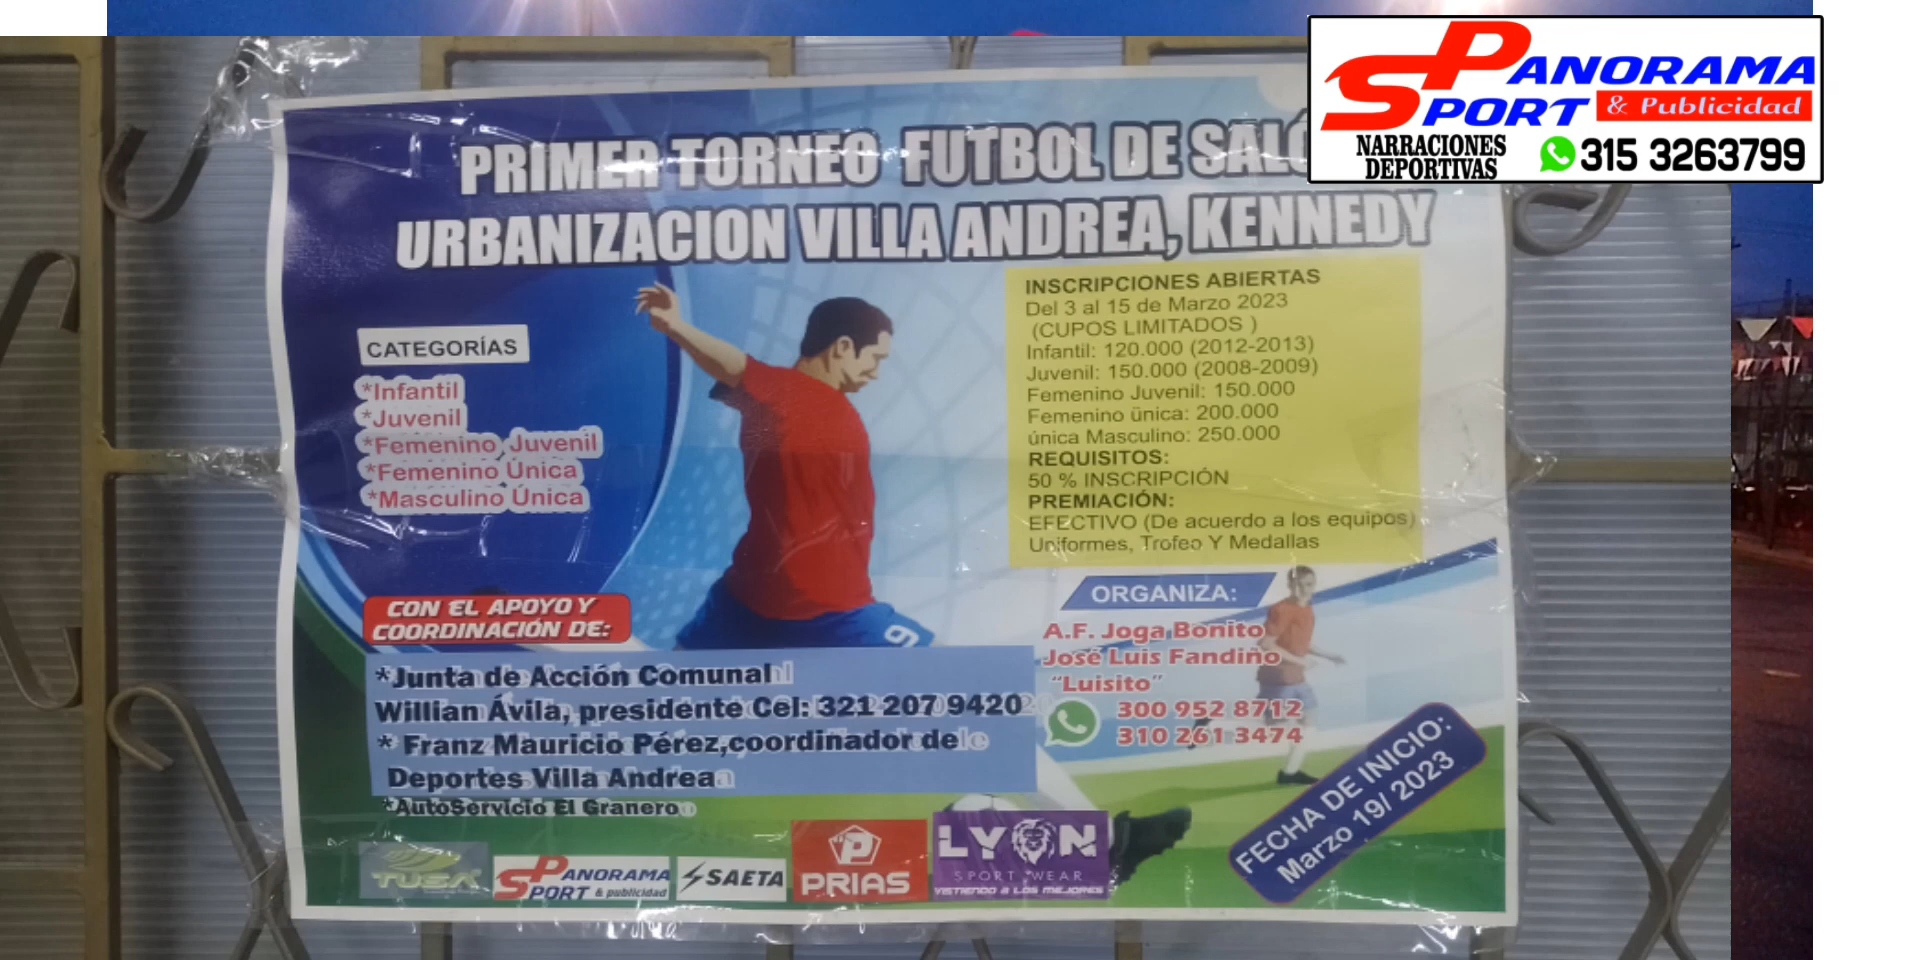 PANORAMA
SPORT & Publicidad
NARRACIONES
DEPORTIVAS
315 3263799
PRIMER TORNEO FUTBOL DE SALÓ
URBANIZACION VILLA ANDREA, KENNEDY
CATEGORÍAS
*Infantil
*Juvenil
*Femenino Juvenil
*Femenino Única
*Masculino Única
INSCRIPCIONES ABIERTAS
Del 3 al 15 de Marzo 2023
(CUPOS LIMITADOS )
Infantil: 120.000 (2012-2013)
Juvenil: 150.000 (2008-2009)
Femenino Juvenil: 150.000
Femenino única: 200.000
única Masculino: 250.000
REQUISITOS:
50 % INSCRIPCIÓN
PREMIACIÓN:
EFECTIVO (De acuerdo a los equipos)
Uniformes, Trofeo Y Medallas
9
CON EL APOYO Y
COORDINACIÓN DE:
*Junta de Acción Comunal
Willian Ávila, presidente Cel: 321 207 9420
* Franz Mauricio Pérez,coordinador de
Deportes Villa Andrea
*AutoServicio El Granero
ORGANIZA:
A.F. Joga Bonito
José Luis Fandiño
"Luisito"
300 952 8712
310 261 3474
FECHA DE INICIO:
Marzo 19/ 2023
TUSA
PANORAMA
SPORT & publicidad
SAETA
P
PRIAS
LYON
SPORT WEAR
VISTIENDO A LOS MEJORES